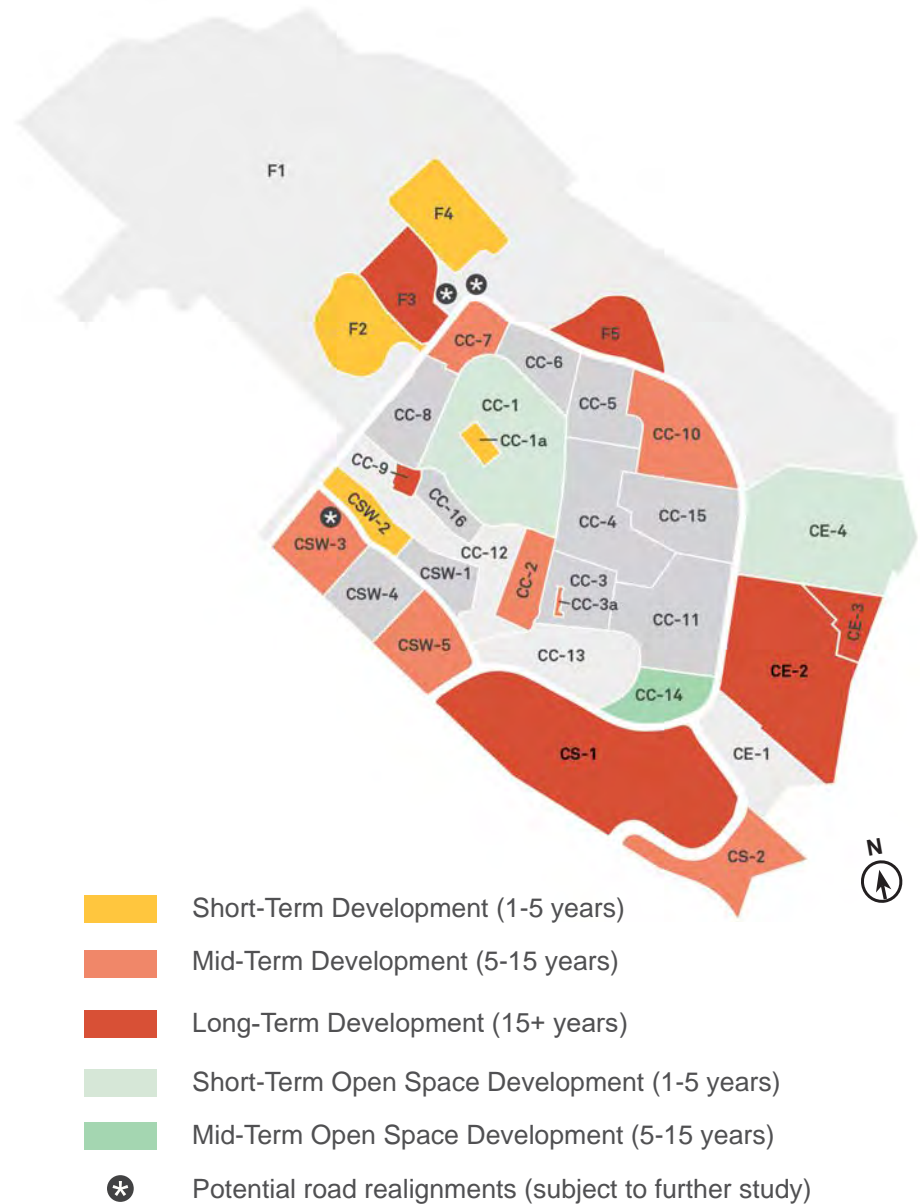 F1
F4
F3
F2
F5
CC-7
CC-6
CC-1
CC-5
CC-8
CC-10
CC-1a
CC-9
CC-16
CSW-2
CC-4
CC-15
CSW-3
CE-4
CC-12
CSW-1
CC-2
CC-3
CC-3a
CSW-4
CC-11
CE-3
CSW-5
CC-13
CE-2
CC-14
CS-1
CE-1
CS-2
N
Short-Term Development (1-5 years)
Mid-Term Development (5-15 years)
Long-Term Development (15+ years)
Short-Term Open Space Development (1-5 years)
Mid-Term Open Space Development (5-15 years)
Potential road realignments (subject to further study)